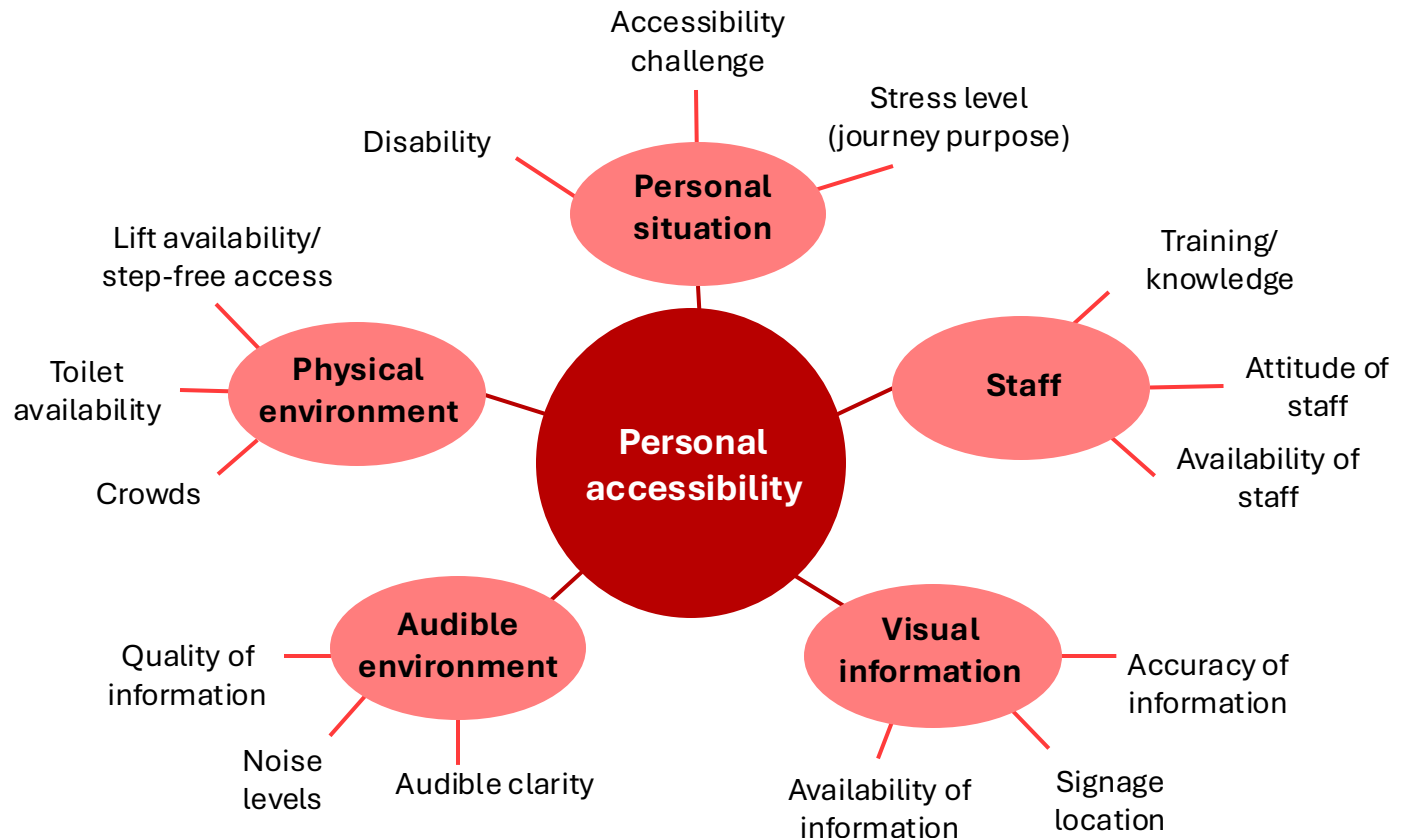 Accessibility
challenge
Stress level
(journey purpose)
Disability
Personal
situation
Lift availability/
step-free access
Training/
knowledge
Physical
environment
Toilet
availability
Staff
Attitude of
staff
Crowds
Personal
accessibility
Availability of
staff
Audible
environment
Visual
information
Quality of
information
Accuracy of
information
Noise
levels
Audible clarity
Availability of
information
Signage
location